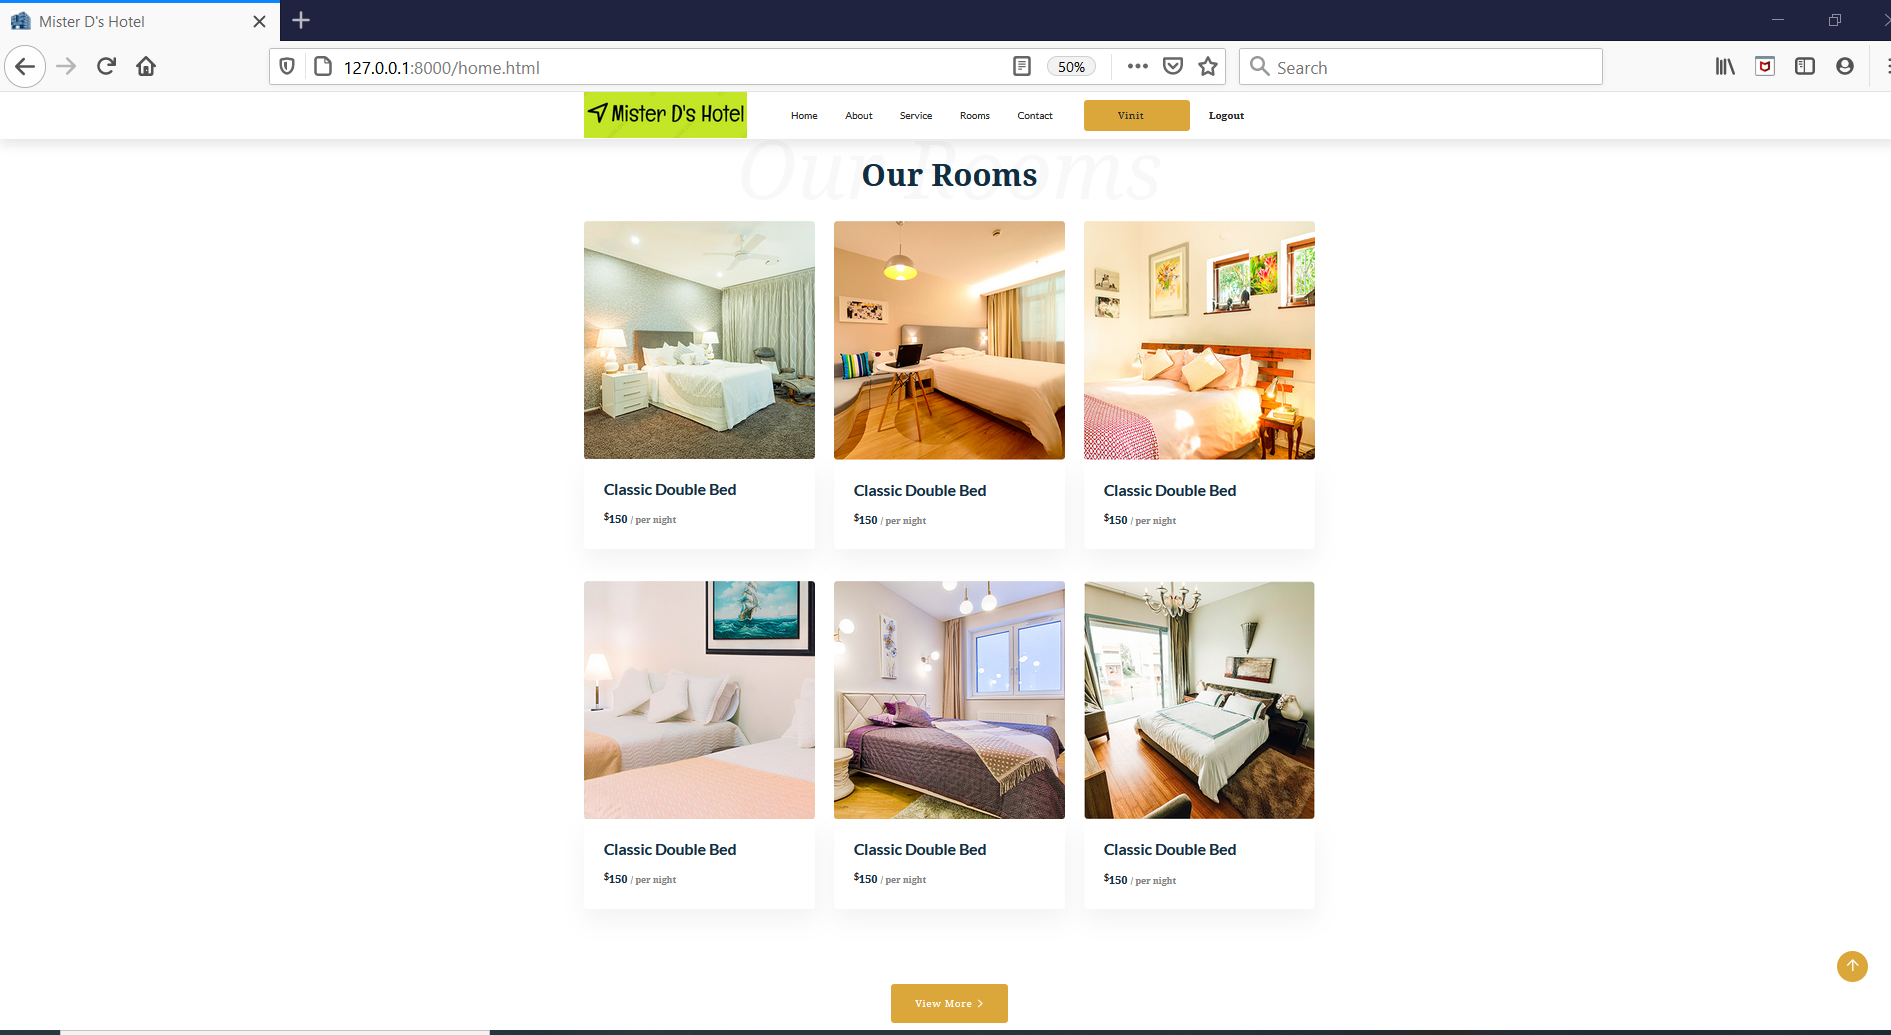 Mister D's Hotel
127.0.0.1:8000/home.html
50%
Search
Mister D's Hotel
Home
About
Service
Rooms
Contact
Vinit
Logout
Our Rooms
Our Rooms
Classic Double Bed
Classic Double Bed
Classic Double Bed
$150 / per night
$150 / per night
$150 / per night
Classic Double Bed
Classic Double Bed
Classic Double Bed
$150 / per night
$150 / per night
$150 / per night
View More